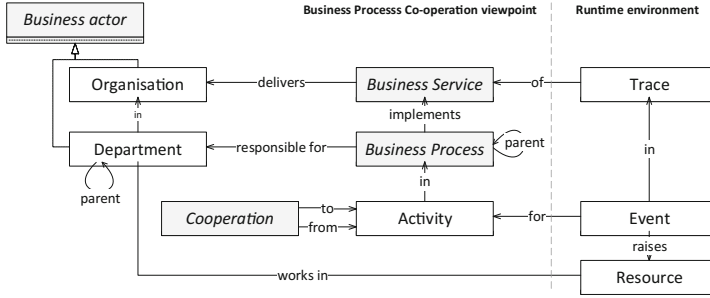 Business actor
Business Processs Co-operation viewpoint
Runtime environment
Organisation
delivers
Business Service
of
Trace
in
implements
Department
responsible for
Business Process
parent
in
parent
in
Cooperation
to
from
Activity
for
Event
raises
works in
Resource